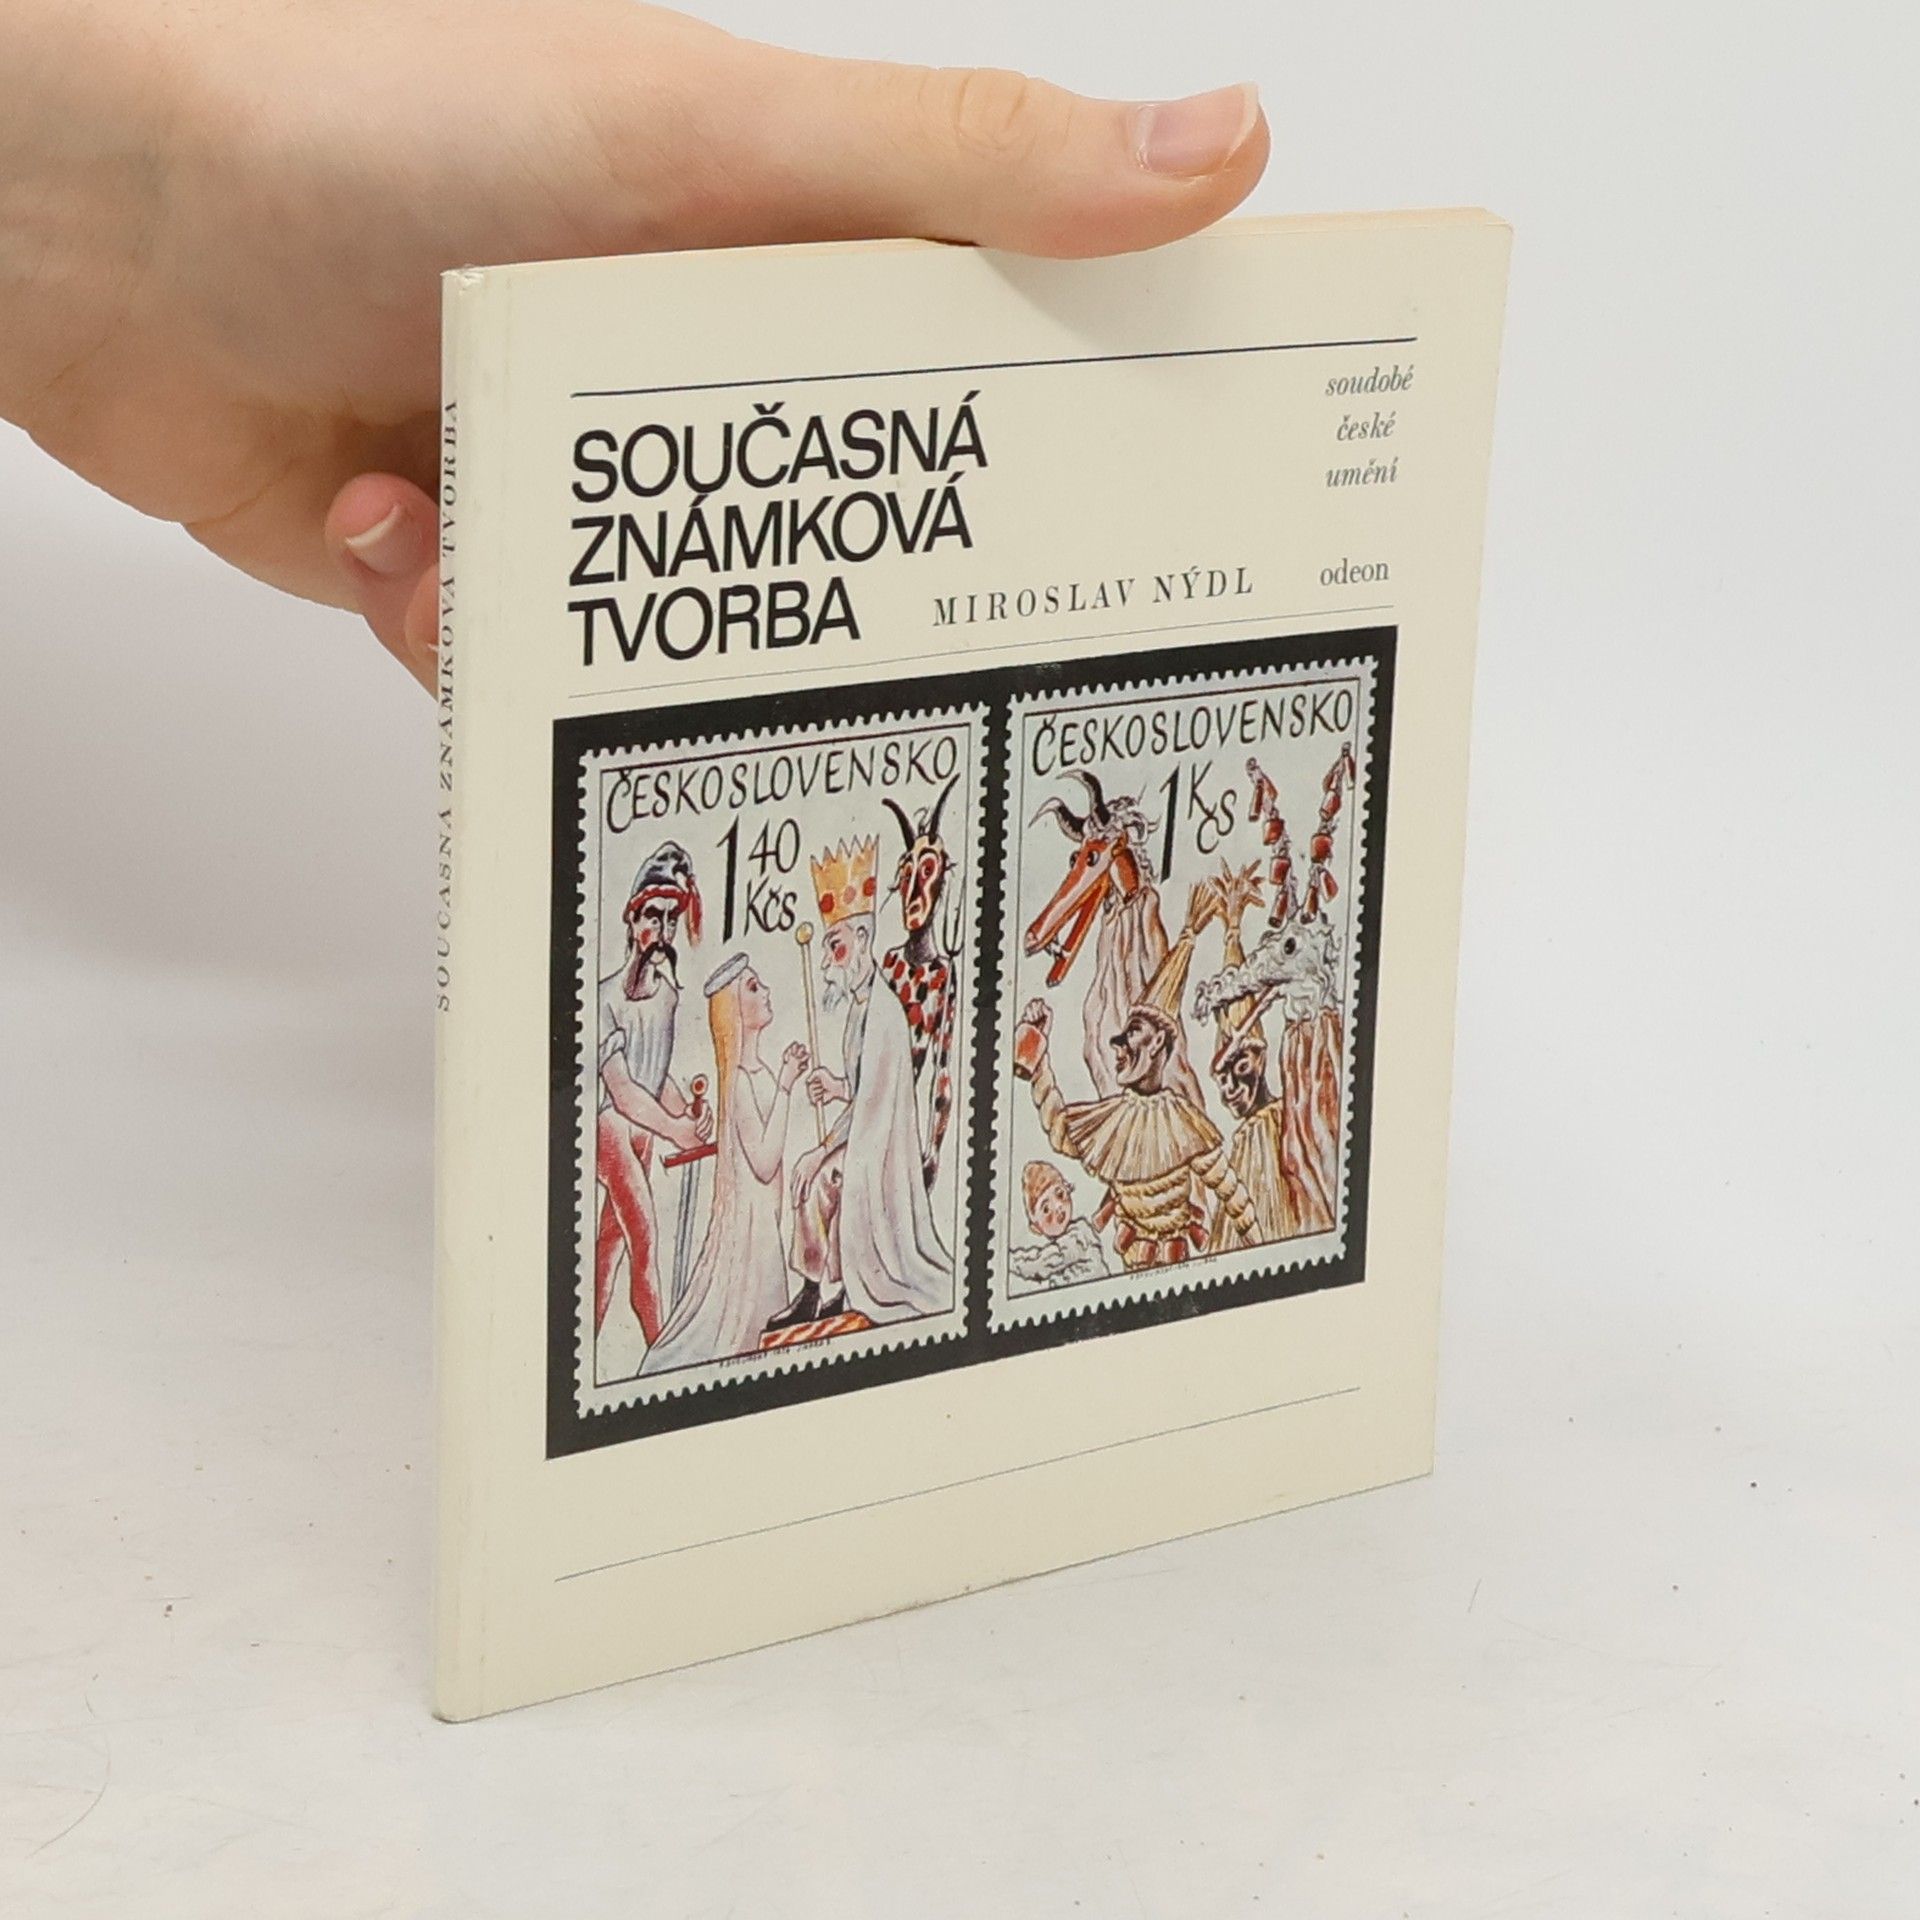 SOUČASNÁ
ZNÁMKOVÁ
TVORBA
MIROSLAV NÝDL
soudobé
české
umění
odeon
ČESKOSLOVENSKO
1 40
Kčs
ČESKOSLOVENSKO
1 Kčs
SOUČASNÁ ZNÁMKOVÁ TVORBA